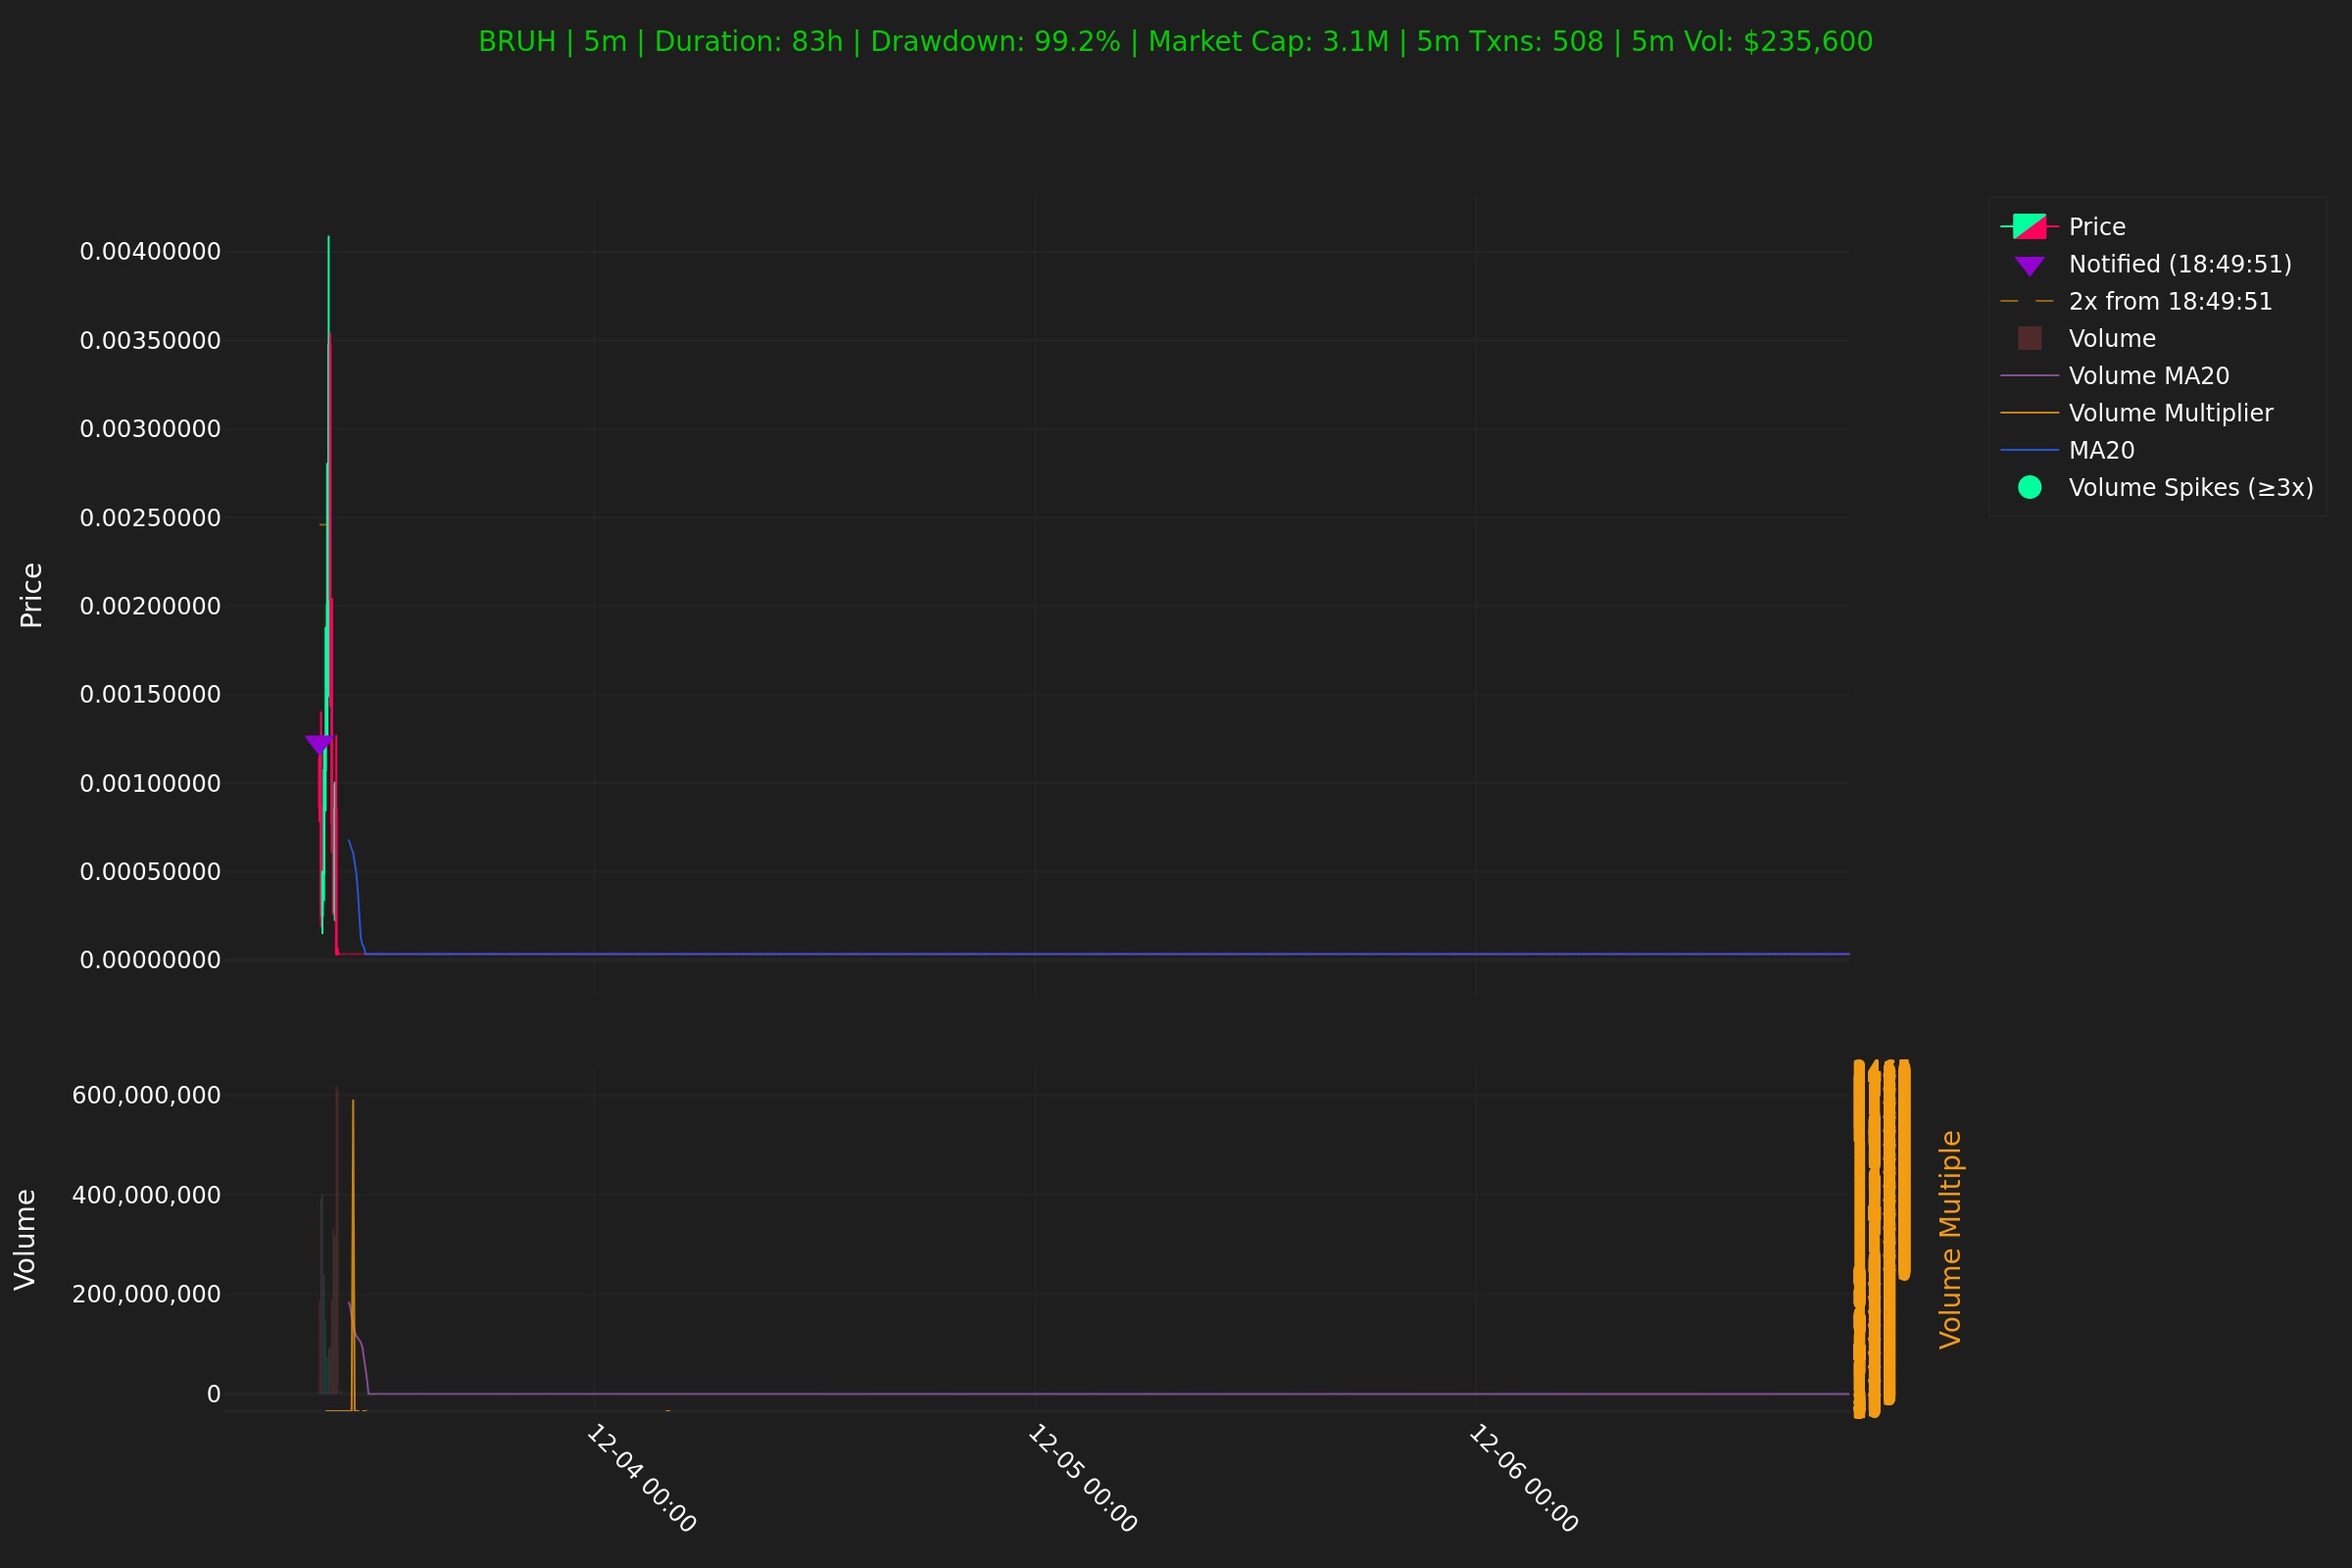 BRUH | 5m | Duration: 83h | Drawdown: 99.2% | Market Cap: 3.1M | 5m Txns: 508 | 5m Vol: $235,600
Price
0.00400000
0.00350000
0.00300000
0.00250000
0.00200000
0.00150000
0.00100000
0.00050000
0.00000000
Price
Notified (18:49:51)
2x from 18:49:51
Volume
Volume MA20
Volume Multiplier
MA20
Volume Spikes (≥3x)
Volume
600,000,000
400,000,000
200,000,000
0
Volume Multiple
12-04 00:00
12-05 00:00
12-06 00:00